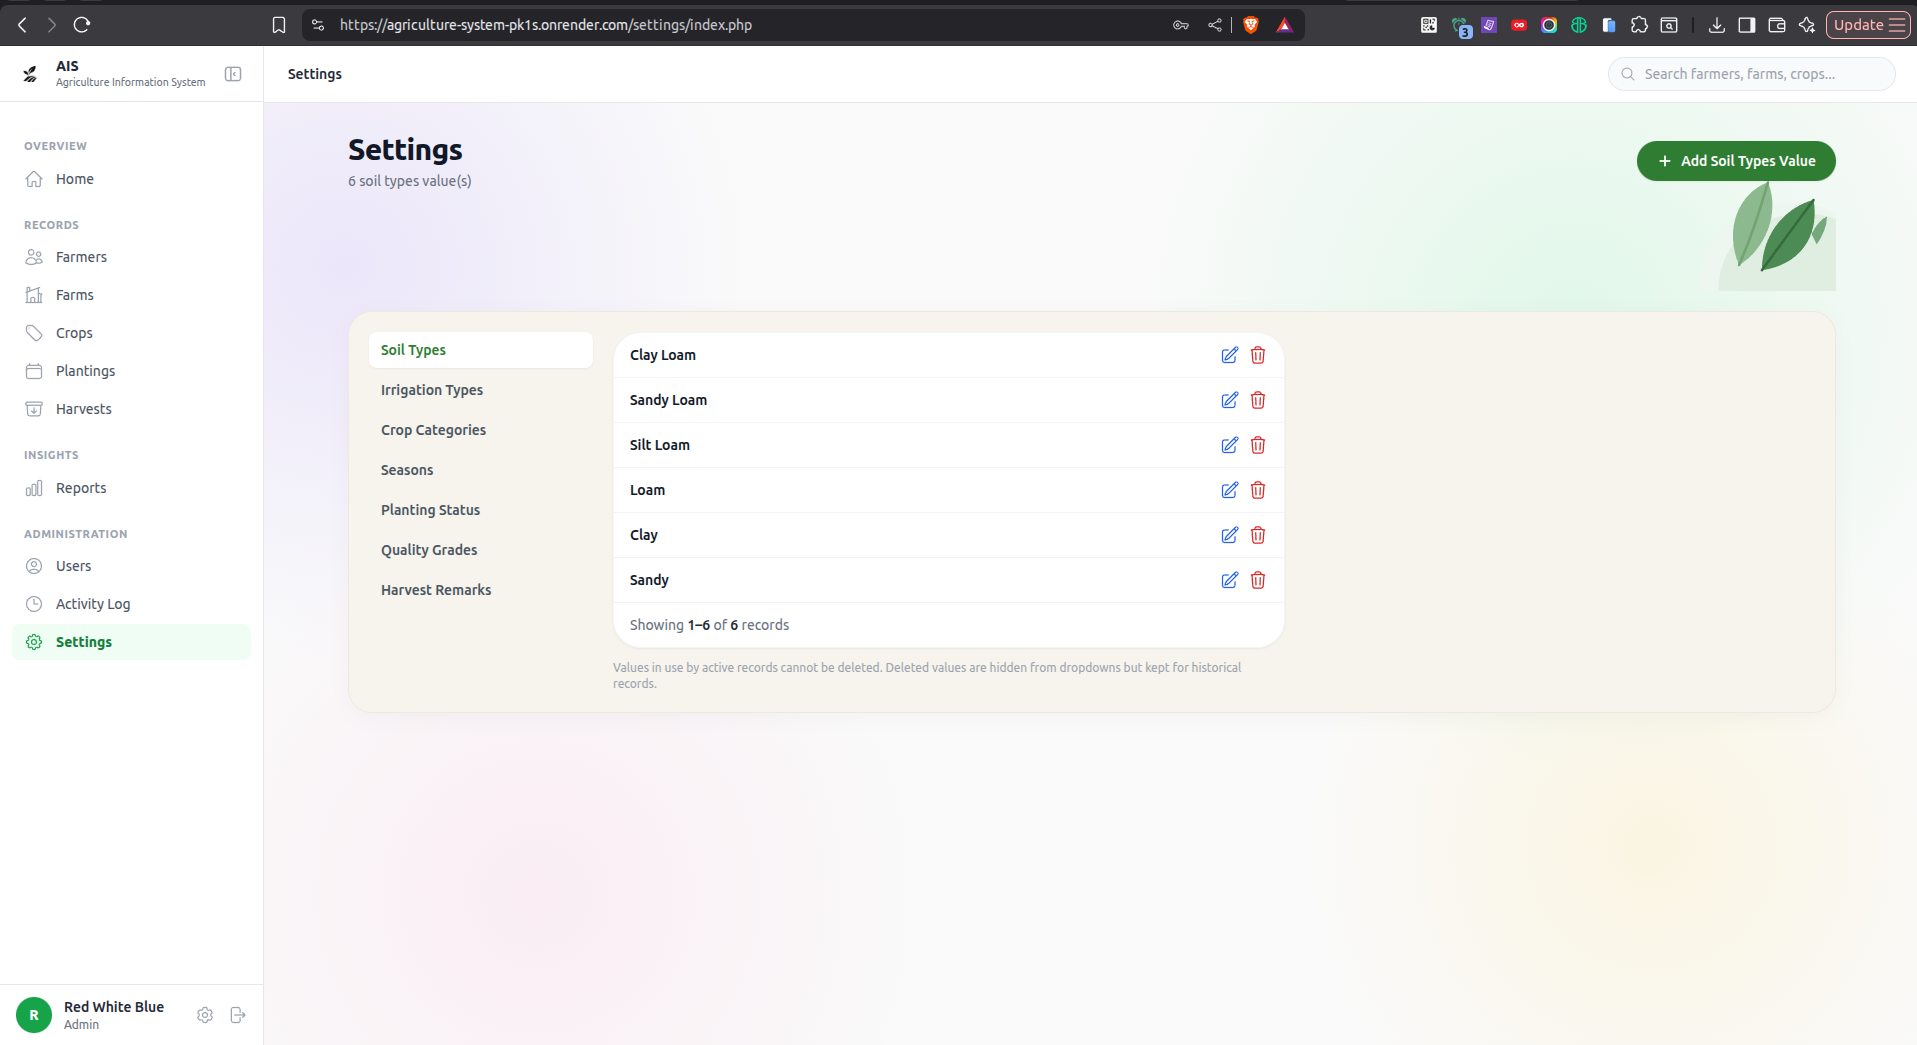 https://agriculture-system-pk1s.onrender.com/settings/index.php
3
Update
AIS
Agriculture Information System
Settings
Search farmers, farms, crops...
OVERVIEW
Home
RECORDS
Farmers
Farms
Crops
Plantings
Harvests
INSIGHTS
Reports
ADMINISTRATION
Users
Activity Log
Settings
R
Red White Blue
Admin
Settings
6 soil types value(s)
+ Add Soil Types Value
Soil Types
Irrigation Types
Crop Categories
Seasons
Planting Status
Quality Grades
Harvest Remarks
Clay Loam
Sandy Loam
Silt Loam
Loam
Clay
Sandy
Showing 1–6 of 6 records
Values in use by active records cannot be deleted. Deleted values are hidden from dropdowns but kept for historical
records.